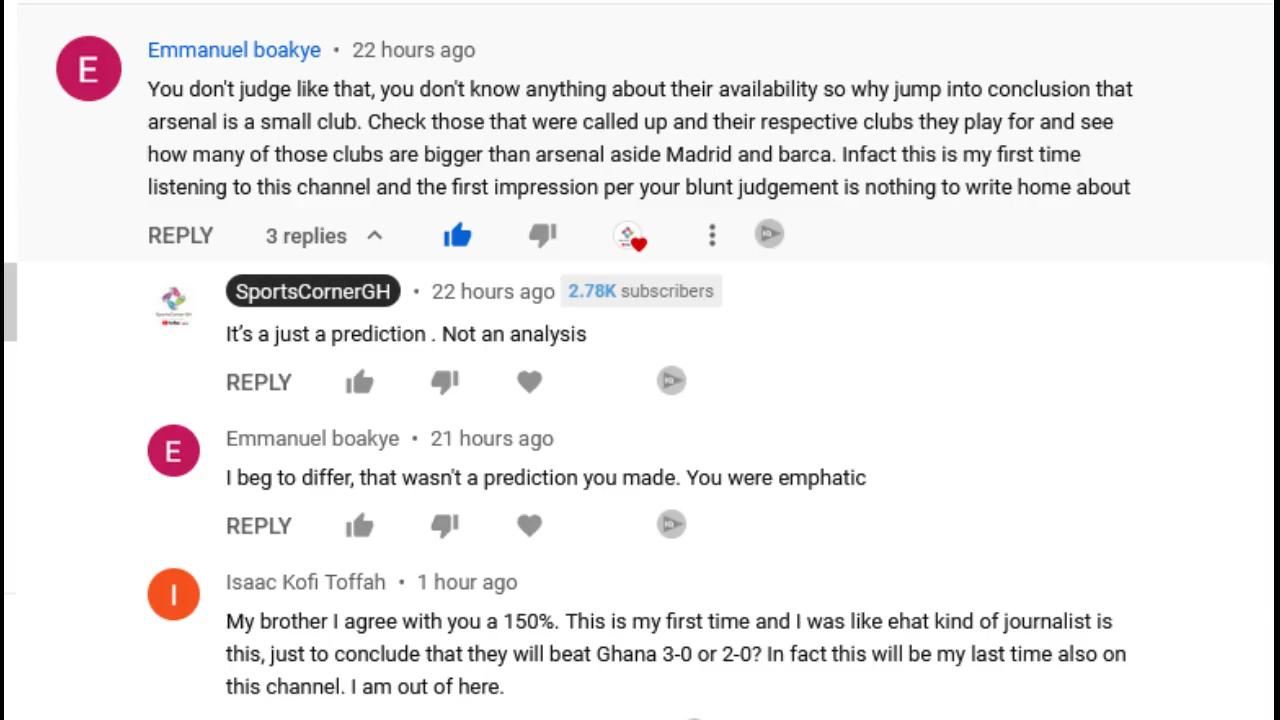 Emmanuel boakye • 22 hours ago
You don't judge like that, you don't know anything about their availability so why jump into conclusion that
arsenal is a small club. Check those that were called up and their respective clubs they play for and see
how many of those clubs are bigger than arsenal aside Madrid and barca. Infact this is my first time
listening to this channel and the first impression per your blunt judgement is nothing to write home about
REPLY 3 replies
SportsCornerGH • 22 hours ago 2.78K subscribers
It’s a just a prediction . Not an analysis
REPLY
E
Emmanuel boakye • 21 hours ago
I beg to differ, that wasn't a prediction you made. You were emphatic
REPLY
I
Isaac Kofi Toffah • 1 hour ago
My brother I agree with you a 150%. This is my first time and I was like ehat kind of journalist is
this, just to conclude that they will beat Ghana 3-0 or 2-0? In fact this will be my last time also on
this channel. I am out of here.